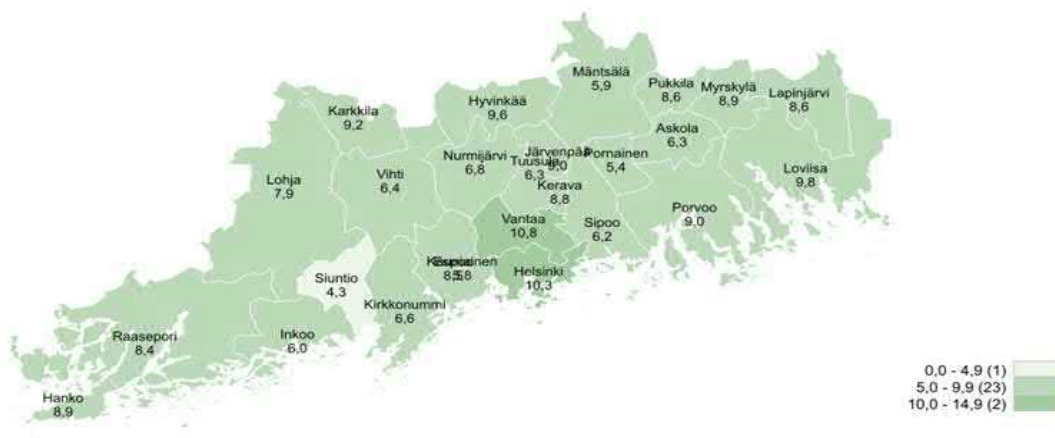 Mäntsälä
5,9
Pukkila
8,6
Myrskylä
8,9
Lapinjärvi
8,6
Hyvinkää
9,6
Karkkila
9,2
Askola
6,3
Järvenpää
9,0
Nurmijärvi
6,8
Tuusula
6,3
Pornainen
5,4
Vihti
6,4
Lohja
7,9
Loviisa
9,8
Kerava
8,8
Porvoo
9,0
Vantaa
10,8
Sipoo
6,2
Helsinki
10,3
Siuntio
4,3
Kirkkonummi
6,6
Inkoo
6,0
Raasepori
8,4
Hanko
8,9
0,0 - 4,9 (1)
5,0 - 9,9 (23)
10,0 - 14,9 (2)